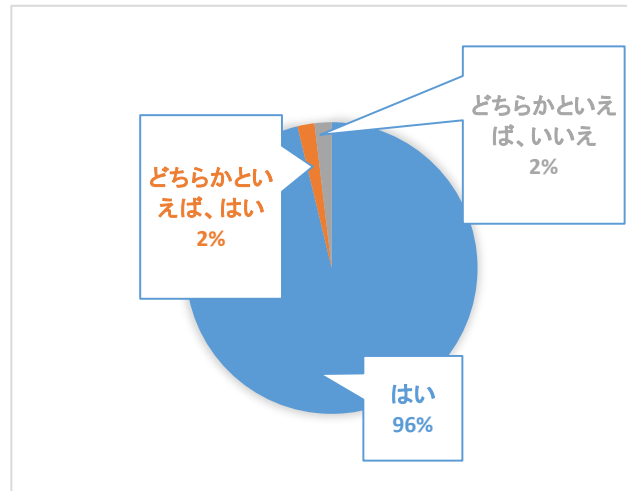 どちらかといえ
ば、いいえ
2%
どちらかとい
えば、はい
2%
はい
96%